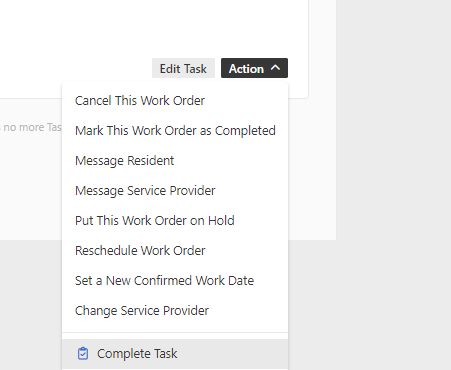 Edit Task
Action
Cancel This Work Order
no more Tas
Mark This Work Order as Completed
Message Resident
Message Service Provider
Put This Work Order on Hold
Reschedule Work Order
Set a New Confirmed Work Date
Change Service Provider
Complete Task